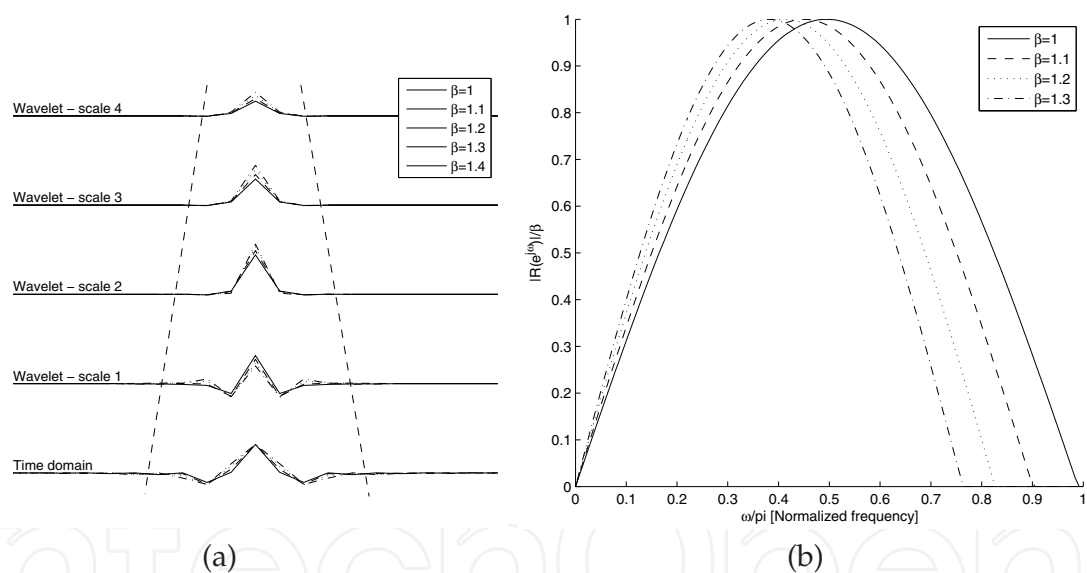 Wavelet − scale 4
Wavelet − scale 3
Wavelet − scale 2
Wavelet − scale 1
Time domain
β=1
β=1.1
β=1.2
β=1.3
β=1.4
(a)
|R(e^{jω})|/β
1
0.9
0.8
0.7
0.6
0.5
0.4
0.3
0.2
0.1
0
0 0.1 0.2 0.3 0.4 0.5 0.6 0.7 0.8 0.9 1
ω/pi [Normalized frequency]
β=1
β=1.1
β=1.2
β=1.3
(b)